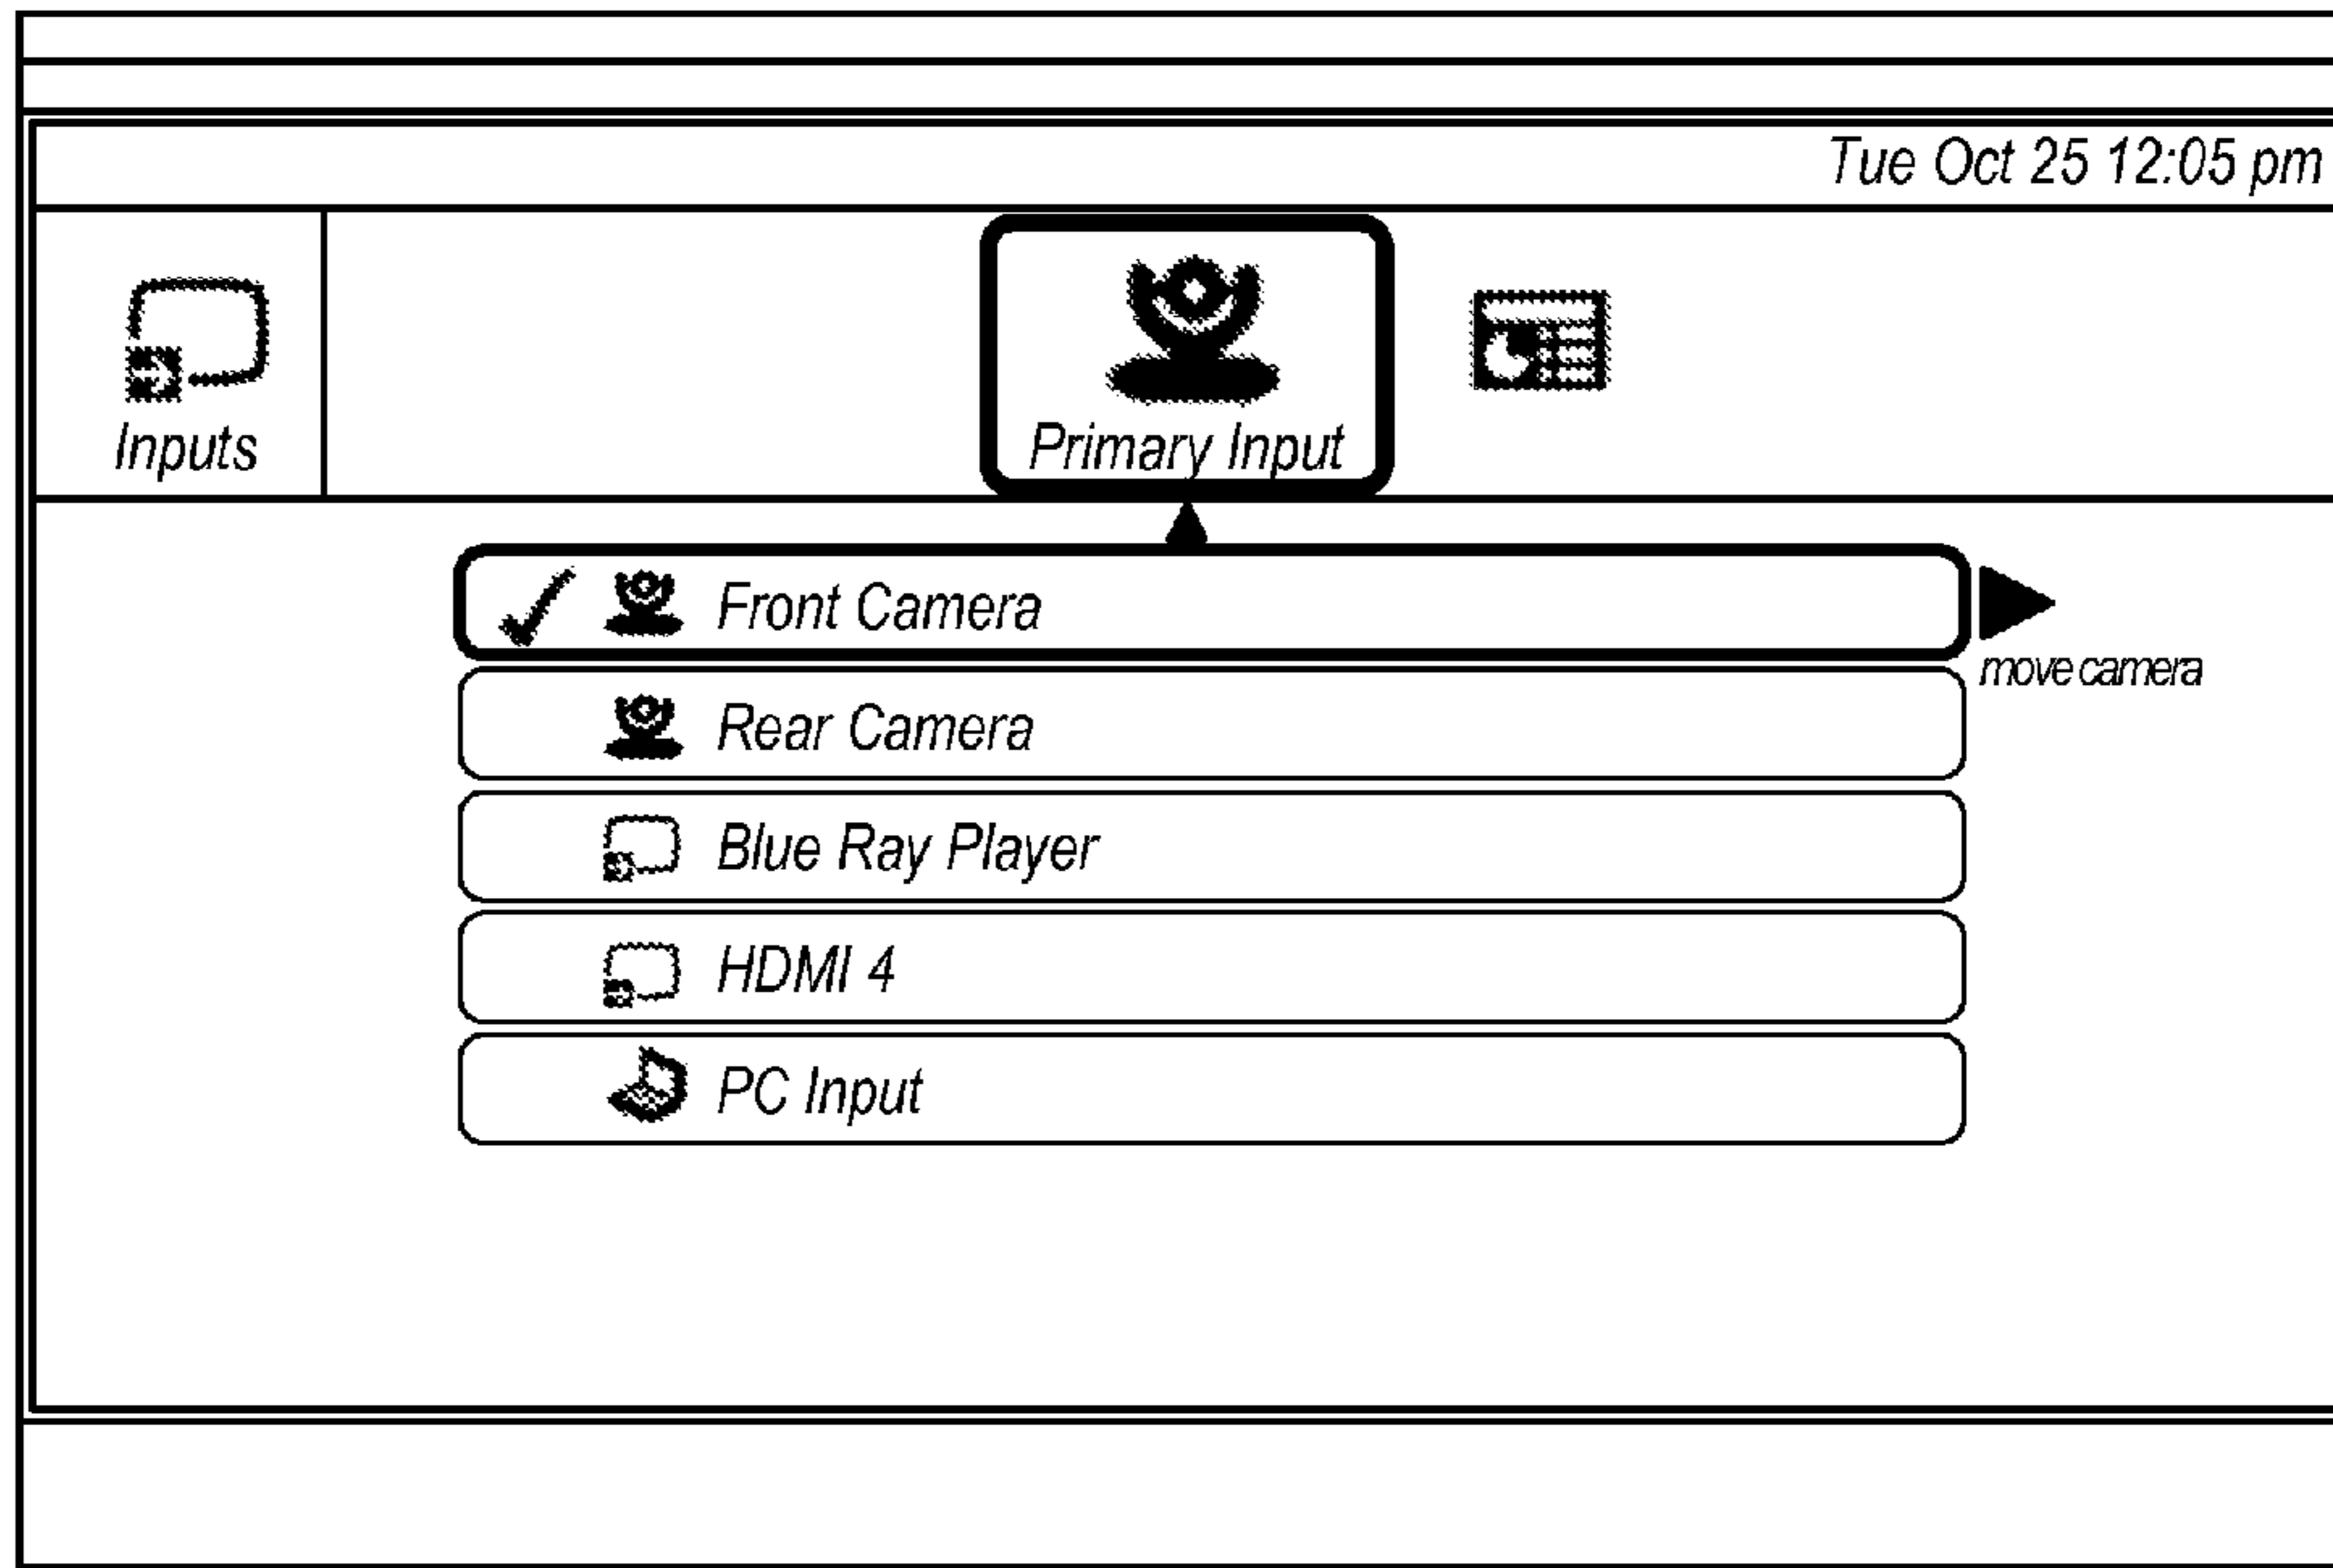 Tue Oct 25 12:05 pm
Inputs
Primary Input
Front Camera
move camera
Rear Camera
Blue Ray Player
HDMI 4
PC Input